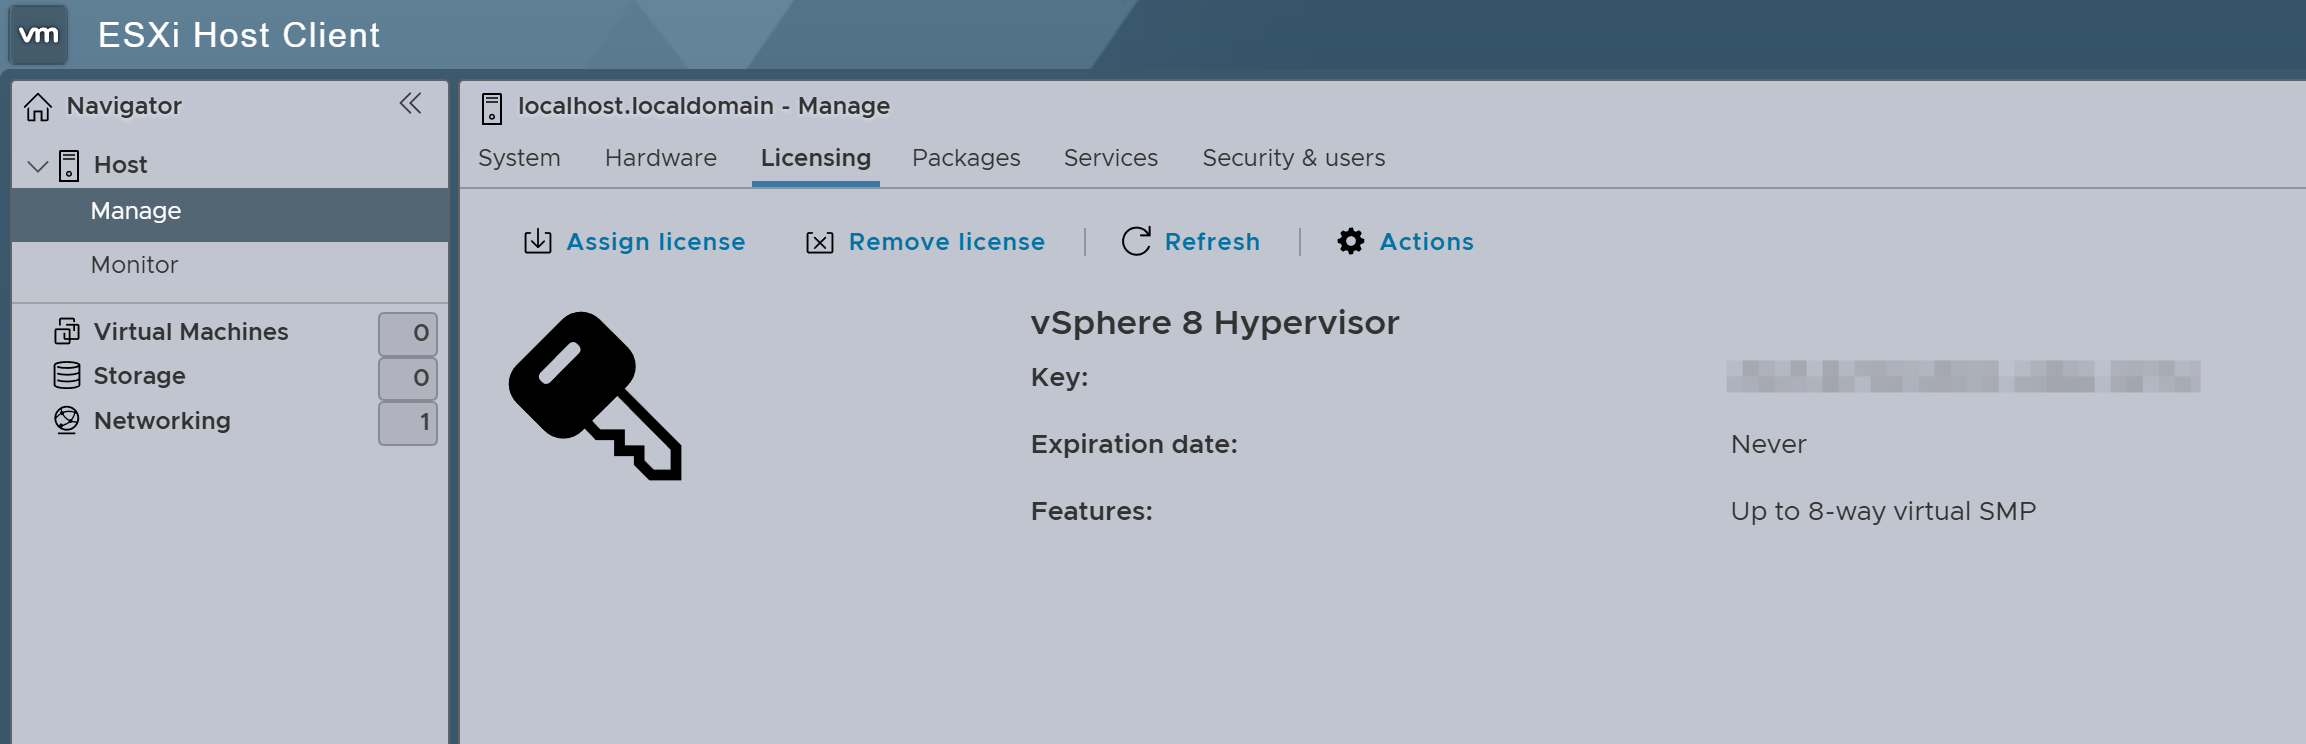 vm ESXi Host Client
Navigator
Host
Manage
Monitor
Virtual Machines 0
Storage 0
Networking 1
localhost.localdomain - Manage
System Hardware Licensing Packages Services Security & users
Assign license Remove license Refresh Actions
vSphere 8 Hypervisor
Key:
Expiration date: Never
Features: Up to 8-way virtual SMP